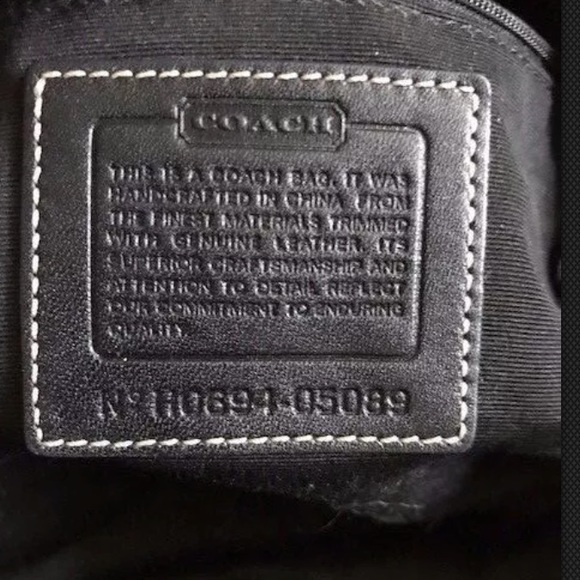 COACH
THIS IS A COACH BAG. IT WAS
HANDCRAFTED IN CHINA FROM
THE FINEST MATERIALS TRIMMED
WITH GENUINE LEATHER. ITS
SUPERIOR CRAFTSMANSHIP AND
ATTENTION TO DETAIL REFLECT
OUR COMMITMENT TO ENDURING
QUALITY.
Nº H0694-05089